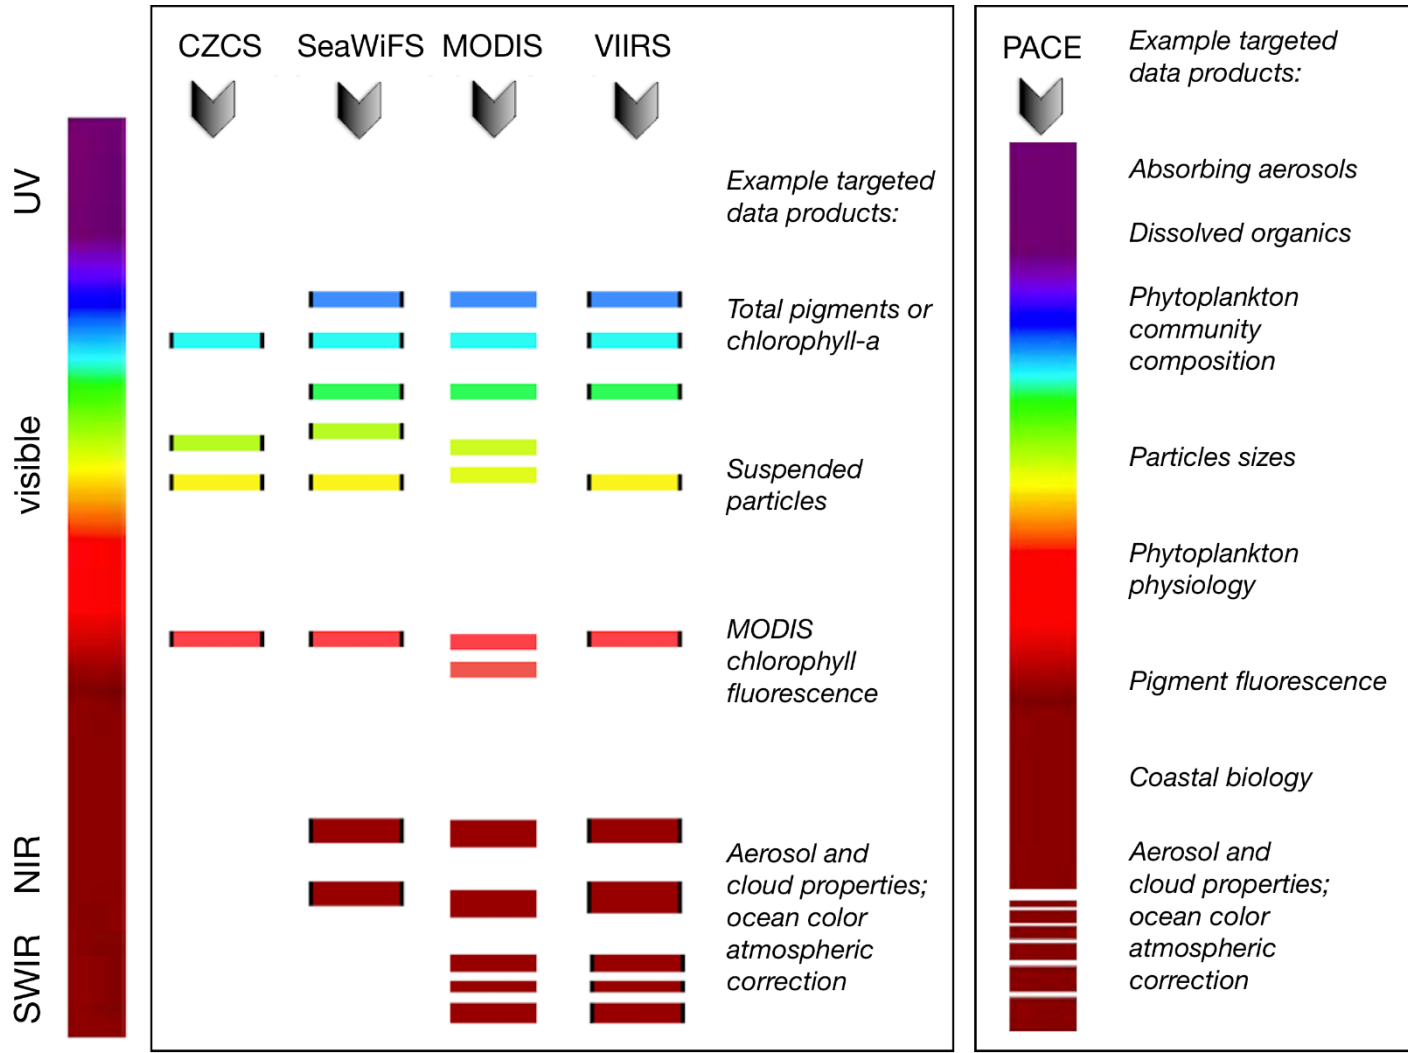 CZCS SeaWiFS MODIS VIIRS
Example targeted
data products:
Total pigments or
chlorophyll-a
Suspended
particles
MODIS
chlorophyll
fluorescence
Aerosol and
cloud properties;
ocean color
atmospheric
correction
UV
visible
NIR
SWIR
PACE
Example targeted
data products:
Absorbing aerosols
Dissolved organics
Phytoplankton
community
composition
Particles sizes
Phytoplankton
physiology
Pigment fluorescence
Coastal biology
Aerosol and
cloud properties;
ocean color
atmospheric
correction